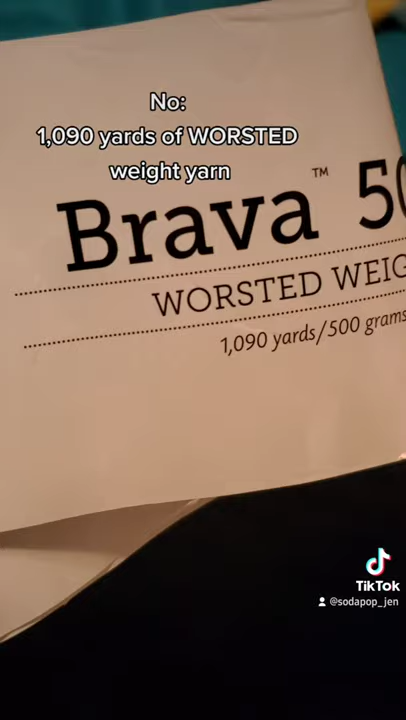 No:
1,090 yards of WORSTED
weight yarn
Brava™ 50
WORSTED WEIG
1,090 yards/500 grams
TikTok
@sodapop_jen